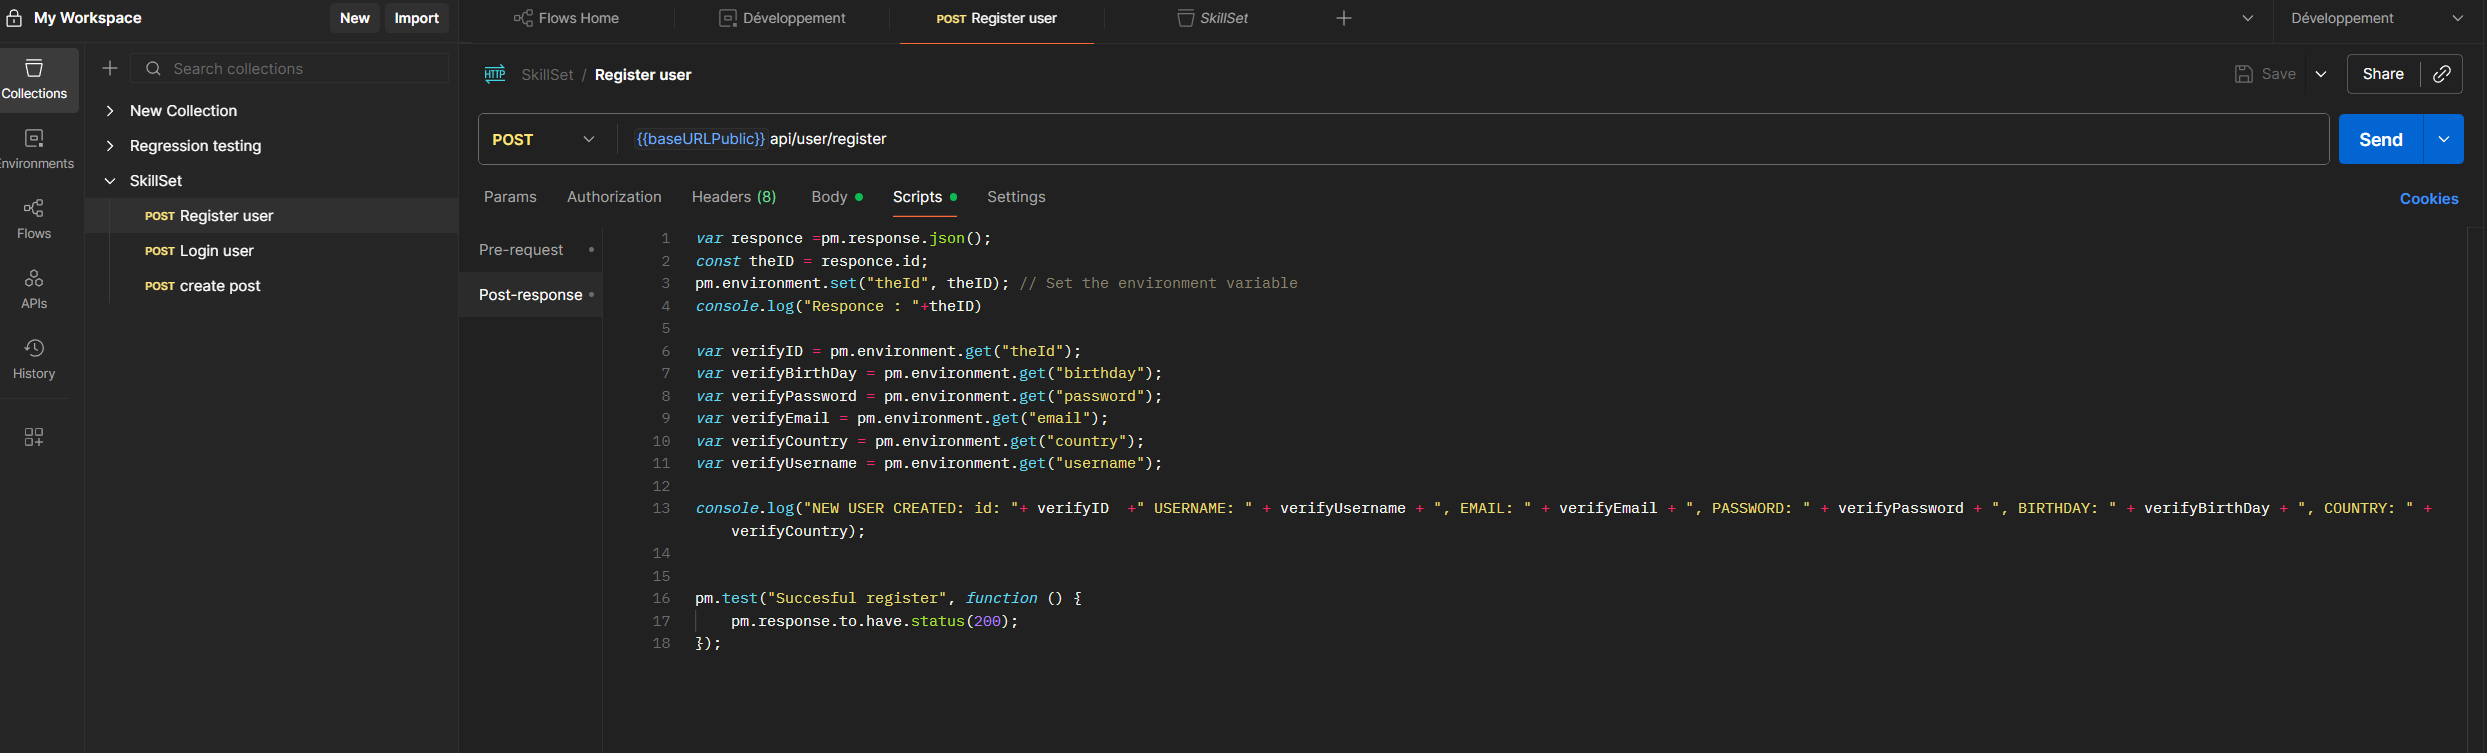 My Workspace
New
Import
Flows Home
Développement
POST Register user
SkillSet
Développement
Collections
Search collections
HTTP
SkillSet / Register user
Save
Share
New Collection
POST
{{baseURLPublic}} api/user/register
Send
nvironments
Regression testing
SkillSet
Params
Authorization
Headers (8)
Body
Scripts
Settings
Cookies
POST Register user
Flows
POST Login user
POST create post
APIs
History
Pre-request
Post-response
1 var responce =pm.response.json();
2 const theID = responce.id;
3 pm.environment.set("theId", theID); // Set the environment variable
4 console.log("Responce : "+theID)
5
6 var verifyID = pm.environment.get("theId");
7 var verifyBirthDay = pm.environment.get("birthday");
8 var verifyPassword = pm.environment.get("password");
9 var verifyEmail = pm.environment.get("email");
10 var verifyCountry = pm.environment.get("country");
11 var verifyUsername = pm.environment.get("username");
12
13 console.log("NEW USER CREATED: id: "+ verifyID  +" USERNAME: " + verifyUsername + ", EMAIL: " + verifyEmail + ", PASSWORD: " + verifyPassword + ", BIRTHDAY: " + verifyBirthDay + ", COUNTRY: " +
verifyCountry);
14
15
16 pm.test("Succesful register", function () {
17 pm.response.to.have.status(200);
18 });